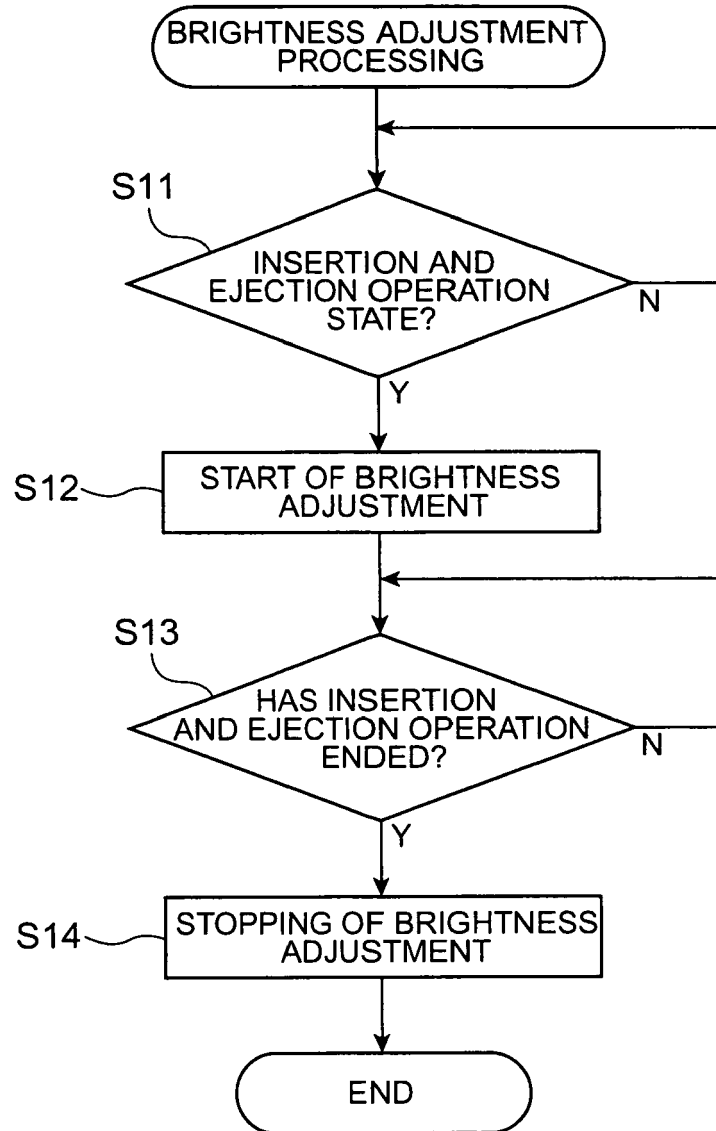 BRIGHTNESS ADJUSTMENT
PROCESSING
S11
INSERTION AND
EJECTION OPERATION
STATE?
N
Y
S12
START OF BRIGHTNESS
ADJUSTMENT
S13
HAS INSERTION
AND EJECTION OPERATION
ENDED?
N
Y
S14
STOPPING OF BRIGHTNESS
ADJUSTMENT
END